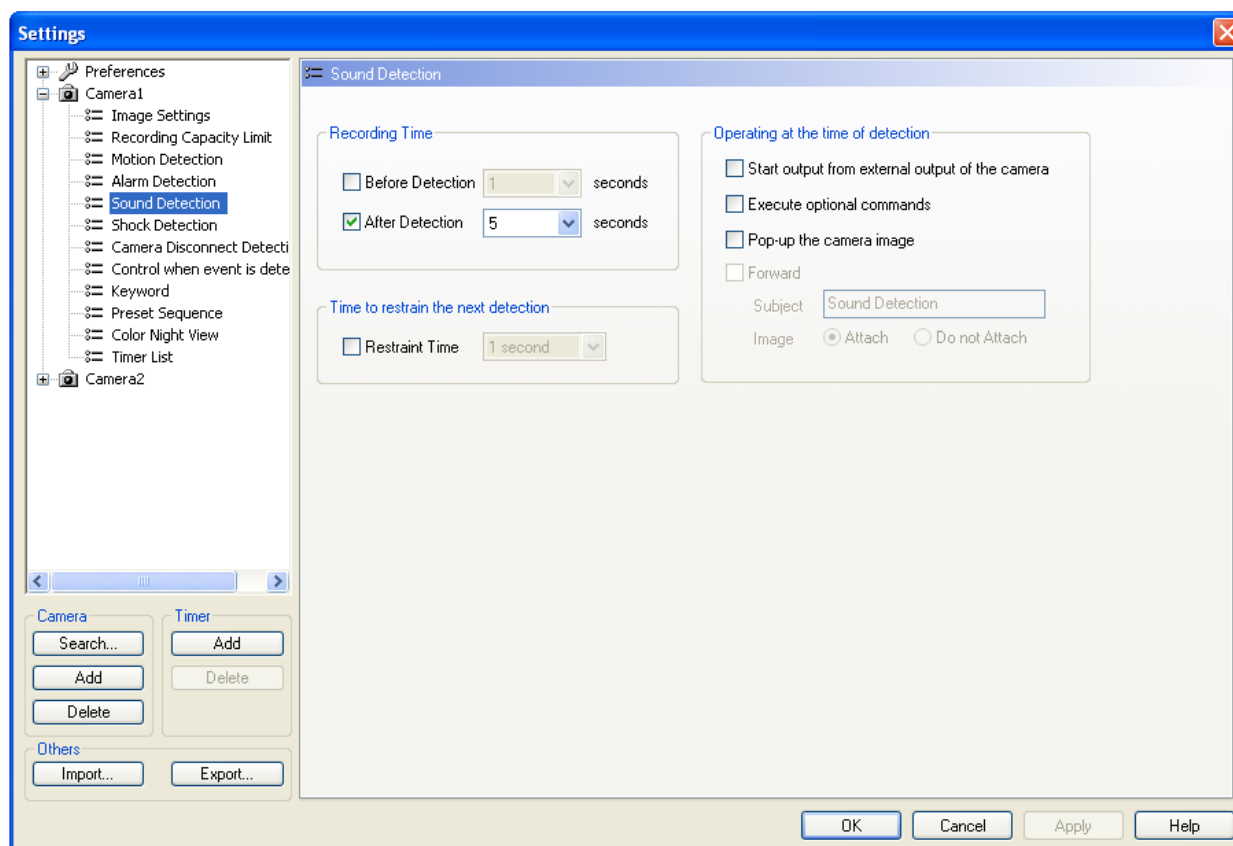 Settings
Preferences
Camera1
Image Settings
Recording Capacity Limit
Motion Detection
Alarm Detection
Sound Detection
Shock Detection
Camera Disconnect Detecti
Control when event is dete
Keyword
Preset Sequence
Color Night View
Timer List
Camera2
Camera
Search...
Add
Delete
Timer
Add
Delete
Others
Import...
Export...
Sound Detection
Recording Time
Before Detection 1 seconds
After Detection 5 seconds
Time to restrain the next detection
Restraint Time 1 second
Operating at the time of detection
Start output from external output of the camera
Execute optional commands
Pop-up the camera image
Forward
Subject Sound Detection
Image Attach Do not Attach
OK Cancel Apply Help